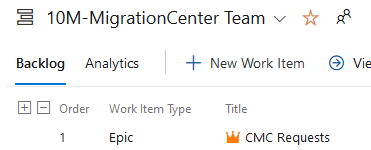 10M-MigrationCenter Team
Backlog Analytics New Work Item Vie
Order Work Item Type Title
1 Epic CMC Requests